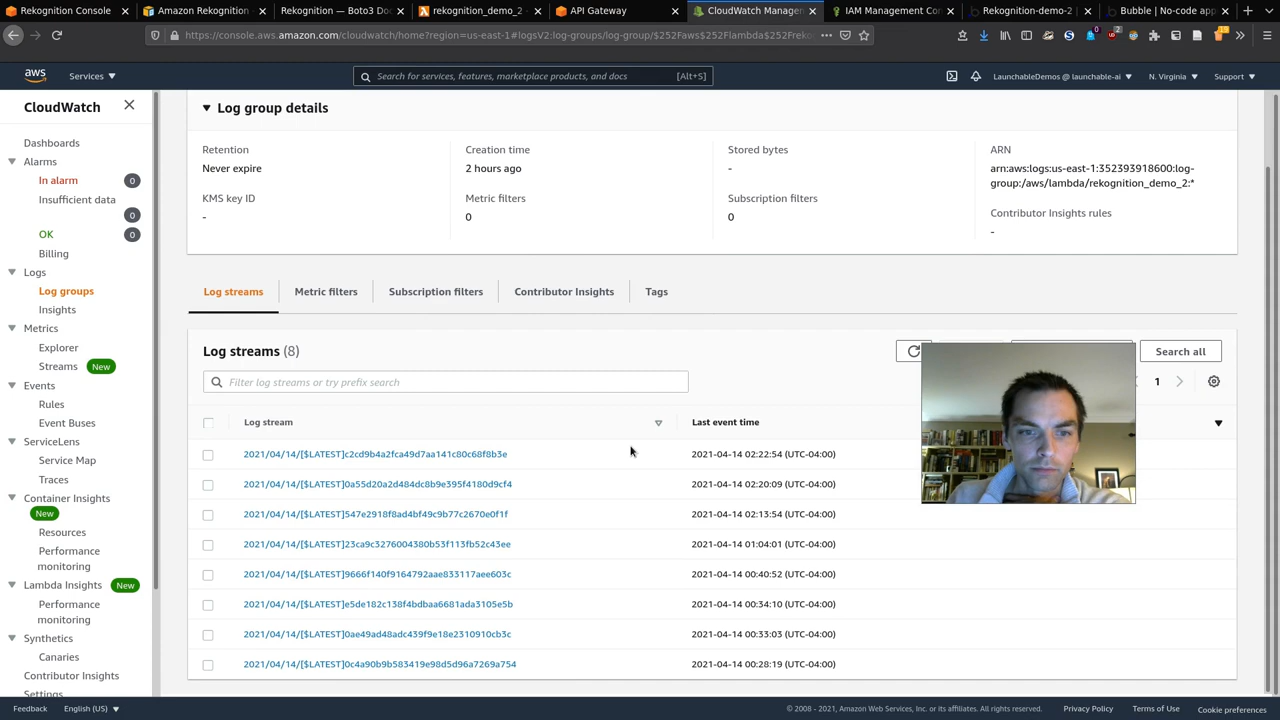 Rekognition Console
Amazon Rekognition
Rekognition — Boto3 Doc
rekognition_demo_2 -
API Gateway
CloudWatch Managem
IAM Management Con
Rekognition-demo-2
Bubble | No-code app
https://console.aws.amazon.com/cloudwatch/home?region=us-east-1#logsV2:log-groups/log-group/$252Faws$252Flambda$252Freko
aws
Services
Search for services, features, marketplace products, and docs
[Alt+S]
LaunchableDemos @ launchable-ai
N. Virginia
Support
CloudWatch
Dashboards
Alarms
In alarm 0
Insufficient data
0
OK 0
Billing
Logs
Log groups
Insights
Metrics
Explorer
Streams New
Events
Rules
Event Buses
ServiceLens
Service Map
Traces
Container Insights
New
Resources
Performance
monitoring
Lambda Insights New
Performance
monitoring
Synthetics
Canaries
Contributor Insights
Settings
Log group details
Retention
Never expire
KMS key ID
-
Creation time
2 hours ago
Metric filters
0
Stored bytes
-
Subscription filters
0
ARN
arn:aws:logs:us-east-1:352393918600:log-
group:/aws/lambda/rekognition_demo_2:*
Contributor Insights rules
-
Log streams
Metric filters
Subscription filters
Contributor Insights
Tags
Log streams (8)
Search all
Filter log streams or try prefix search
1
Log stream
Last event time
2021/04/14/[$LATEST]c2cd9b4a2fca49d7aa141c80c68f8b3e 2021-04-14 02:22:54 (UTC-04:00)
2021/04/14/[$LATEST]0a55d20a2d484dc8b9e395f4180d9cf4 2021-04-14 02:20:09 (UTC-04:00)
2021/04/14/[$LATEST]547e2918f8ad4bf49c9b77c2670e0f1f 2021-04-14 02:13:54 (UTC-04:00)
2021/04/14/[$LATEST]23ca9c3276004380b53f113fb52c43ee 2021-04-14 01:04:01 (UTC-04:00)
2021/04/14/[$LATEST]9666f140f9164792aae833117aee603c 2021-04-14 00:40:52 (UTC-04:00)
2021/04/14/[$LATEST]e5de182c138f4bdbaa6681ada3105e5b 2021-04-14 00:34:10 (UTC-04:00)
2021/04/14/[$LATEST]0ae49ad48adc439f9e18e2310910cb3c 2021-04-14 00:33:03 (UTC-04:00)
2021/04/14/[$LATEST]0c4a90b9b583419e98d5d96a7269a754 2021-04-14 00:28:19 (UTC-04:00)
Feedback
English (US)
© 2008 - 2021, Amazon Web Services, Inc. or its affiliates. All rights reserved.
Privacy Policy
Terms of Use
Cookie preferences